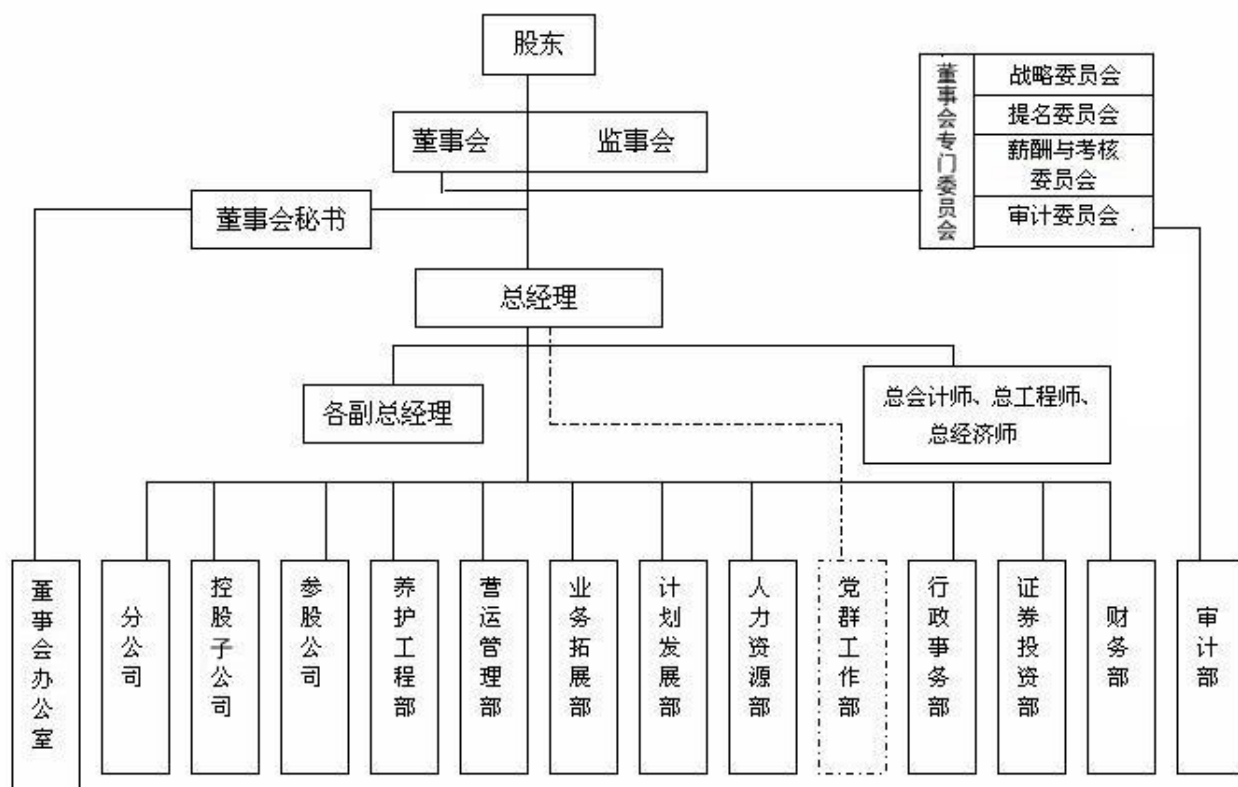 股东
董事会 监事会
董事会专门委员会
战略委员会
提名委员会
薪酬与考核
委员会
审计委员会
董事会秘书
总经理
各副总经理
总会计师、总工程师、
总经济师
董事会办公室
分公司
控股子公司
参股公司
养护工程部
营运管理部
业务拓展部
计划发展部
人力资源部
党群工作部
行政事务部
证券投资部
财务部
审计部